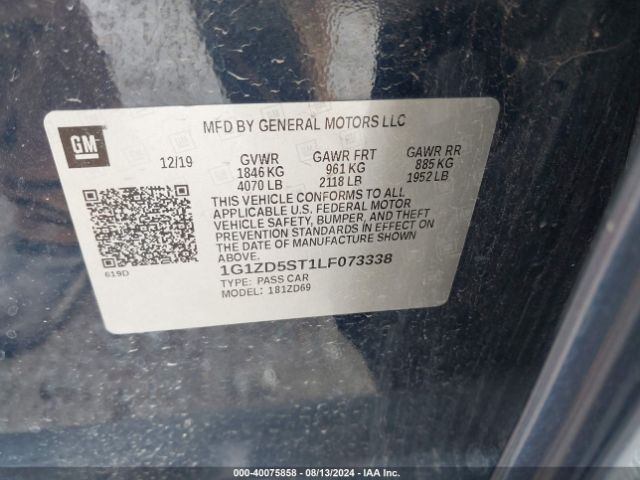 GM
MFD BY GENERAL MOTORS LLC
12/19 GVWR GAWR FRT GAWR RR
1846 KG 961 KG 885 KG
4070 LB 2118 LB 1952 LB
THIS VEHICLE CONFORMS TO ALL
APPLICABLE U.S. FEDERAL MOTOR
VEHICLE SAFETY, BUMPER, AND THEFT
PREVENTION STANDARDS IN EFFECT ON
THE DATE OF MANUFACTURE SHOWN
ABOVE.
619D
1G1ZD5ST1LF073338
TYPE: PASS CAR
MODEL: 181ZD69
000-40075858 - 08/13/2024 - IAA Inc.